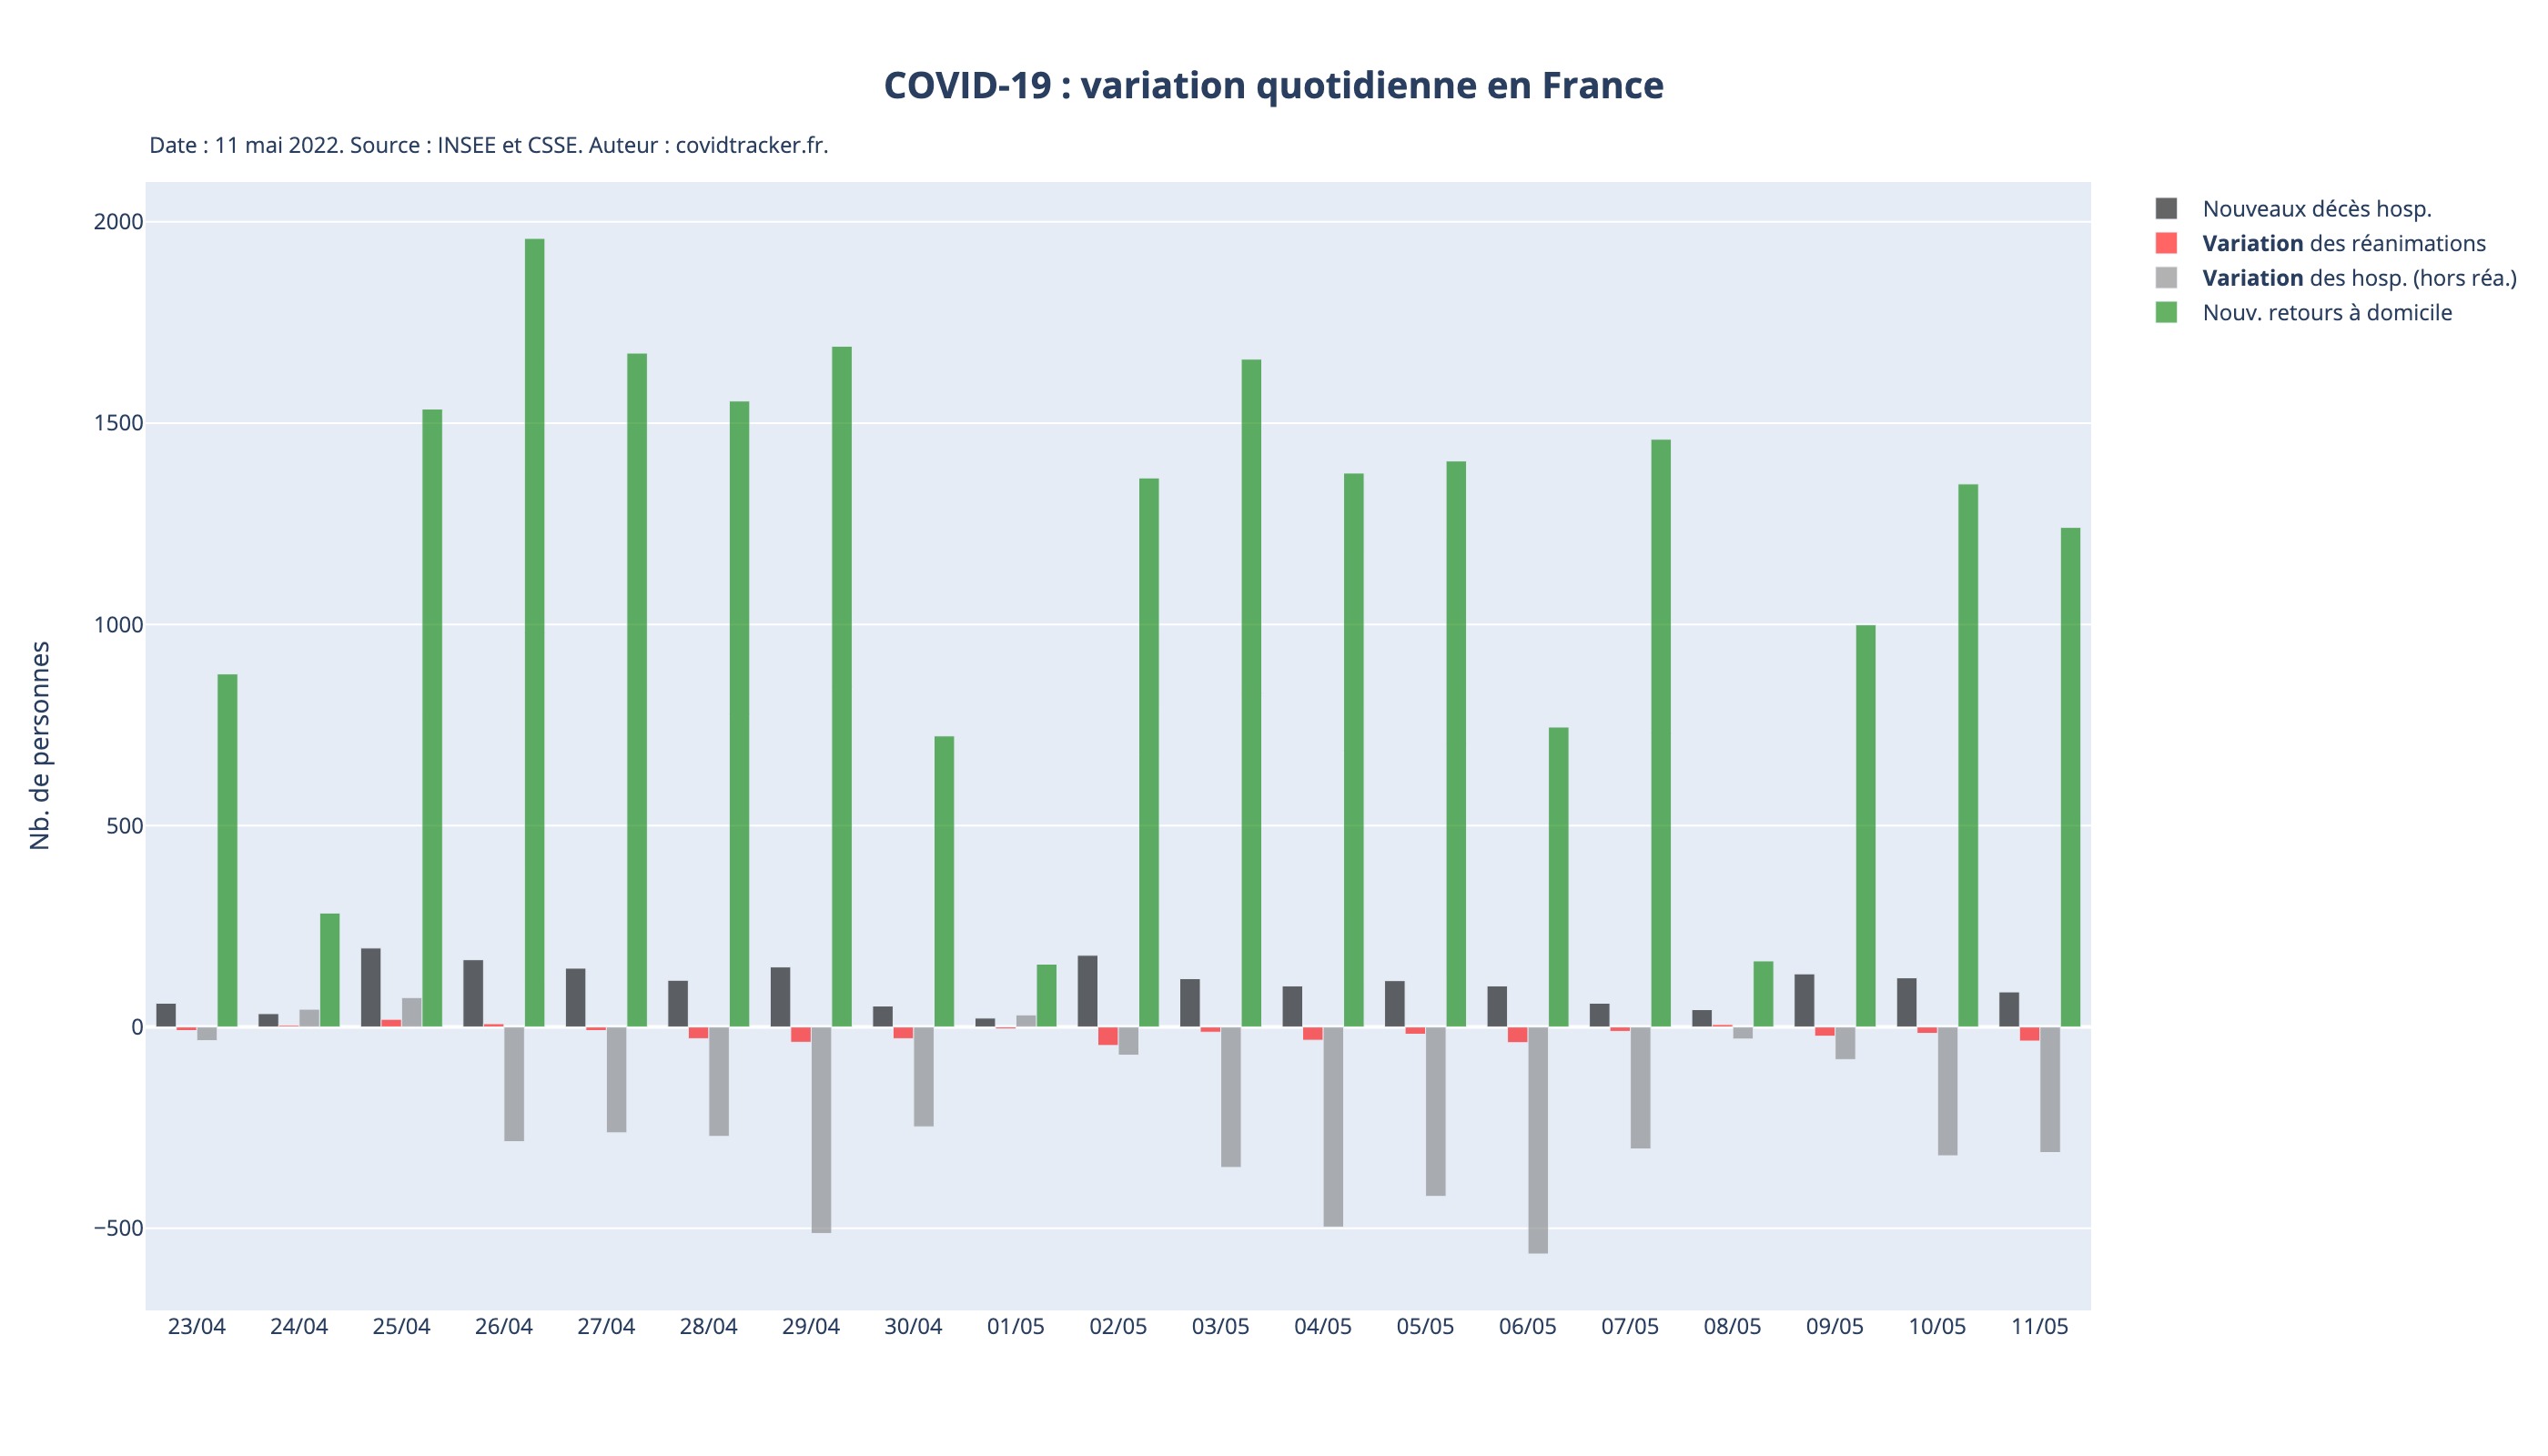 COVID-19 : variation quotidienne en France
Date : 11 mai 2022. Source : INSEE et CSSE. Auteur : covidtracker.fr.
Nouveaux décès hosp.
Variation des réanimations
Variation des hosp. (hors réa.)
Nouv. retours à domicile
Nb. de personnes
2000
1500
1000
500
0
−500
23/04 24/04 25/04 26/04 27/04 28/04 29/04 30/04 01/05 02/05 03/05 04/05 05/05 06/05 07/05 08/05 09/05 10/05 11/05